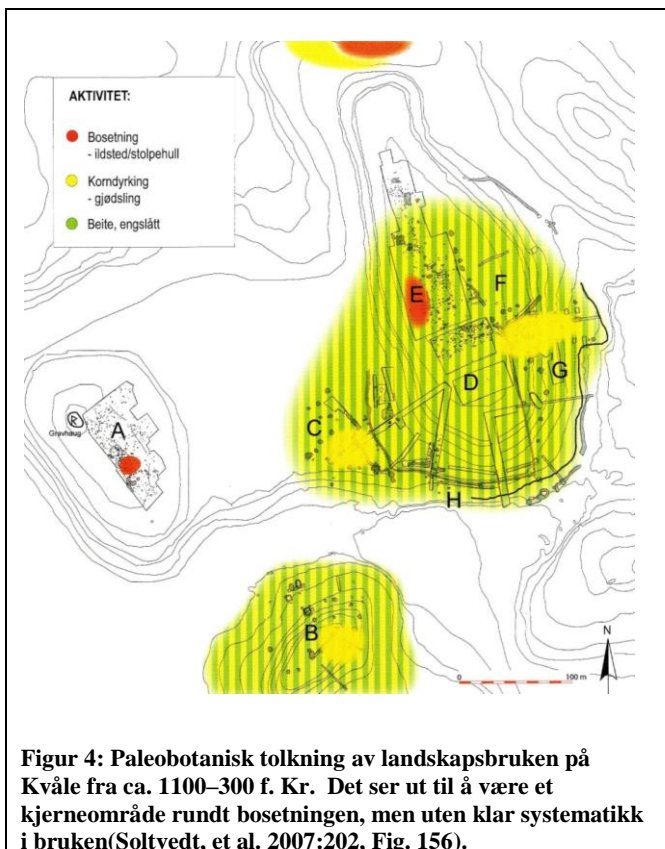 AKTIVITET:
Bosetning
- ildsted/stolpehull
Korndyrking
- gjødsling
Beite, engslått
E
F
D
G
A
Gravhaug
C
H
B
N
0
100 m
Figur 4: Paleobotanisk tolkning av landskapsbruken på
Kvåle fra ca. 1100–300 f. Kr.  Det ser ut til å være et
kjerneområde rundt bosetningen, men uten klar systematikk
i bruken(Soltvedt, et al. 2007:202, Fig. 156).